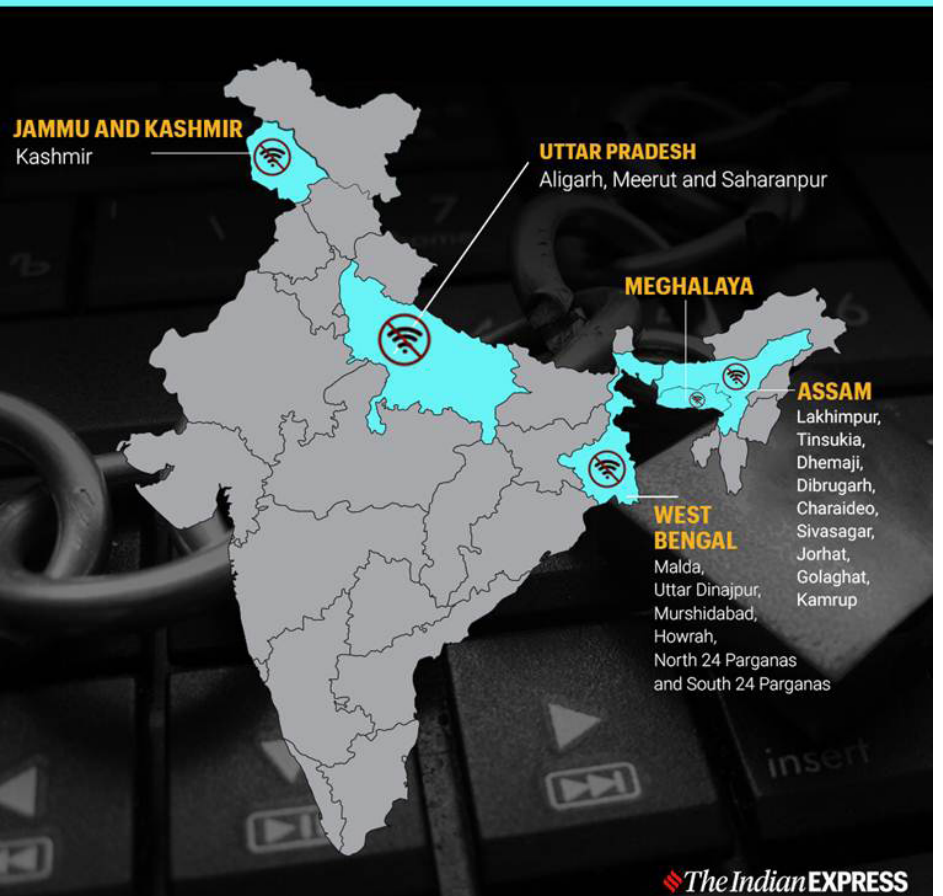 JAMMU AND KASHMIR
Kashmir
UTTAR PRADESH
Aligarh, Meerut and Saharanpur
MEGHALAYA
ASSAM
Lakhimpur,
Tinsukia,
Dhemaji,
Dibrugarh,
Charaideo,
Sivasagar,
Jorhat,
Golaghat,
Kamrup
WEST
BENGAL
Malda,
Uttar Dinajpur,
Murshidabad,
Howrah,
North 24 Parganas
and South 24 Parganas
7
6
insert
The Indian EXPRESS